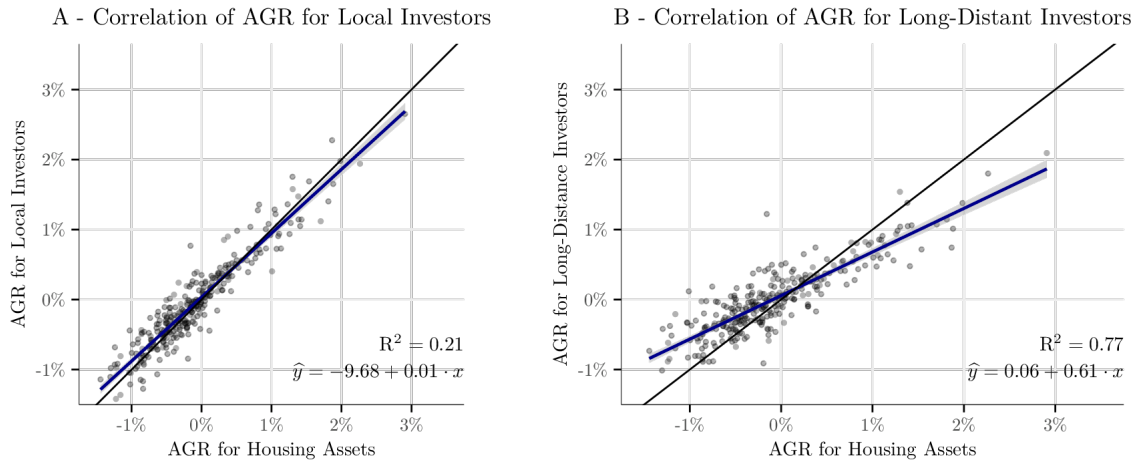 A - Correlation of AGR for Local Investors
AGR for Local Investors
3%
2%
1%
0%
-1%
R² = 0.21
ŷ = −9.68 + 0.01 · x
-1% 0% 1% 2% 3%
AGR for Housing Assets
B - Correlation of AGR for Long-Distant Investors
AGR for Long-Distance Investors
3%
2%
1%
0%
-1%
R² = 0.77
ŷ = 0.06 + 0.61 · x
-1% 0% 1% 2% 3%
AGR for Housing Assets